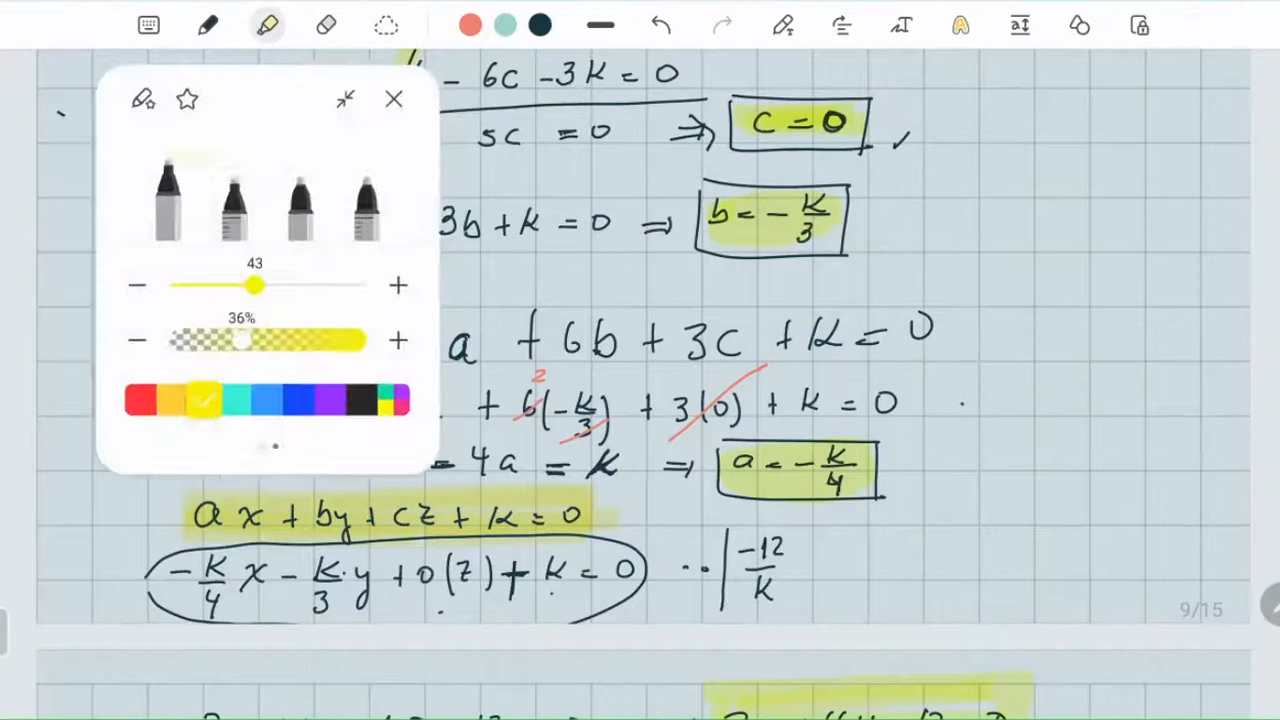 - 6c - 3k = 0
5c = 0 ⇒ c = 0 ✓
3b + k = 0 ⇒ b = - k/3
43
36%
a + 6b + 3c + k = 0
2
+ 6(-k/3) + 3(0) + k = 0
= 4a = k ⇒ a = - k/4
ax + by + cz + k = 0
- k/4 x - k/3 · y + 0(z) + k = 0 ·· | -12/k
9/15